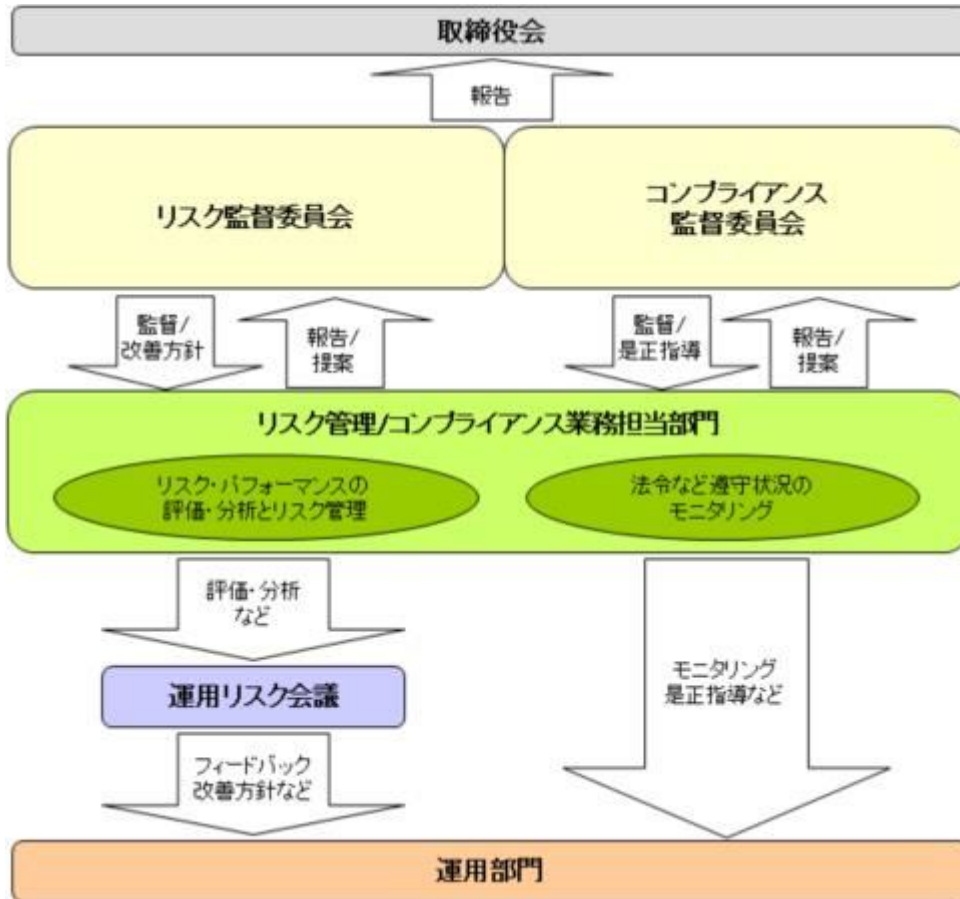 取締役会
報告
リスク監督委員会
コンプライアンス
監督委員会
監督/
改善方針
報告/
提案
監督/
是正指導
報告/
提案
リスク管理/コンプライアンス業務担当部門
リスク・パフォーマンスの
評価・分析とリスク管理
法令など遵守状況の
モニタリング
評価・分析
など
運用リスク会議
フィードバック
改善方針など
モニタリング
是正指導など
運用部門